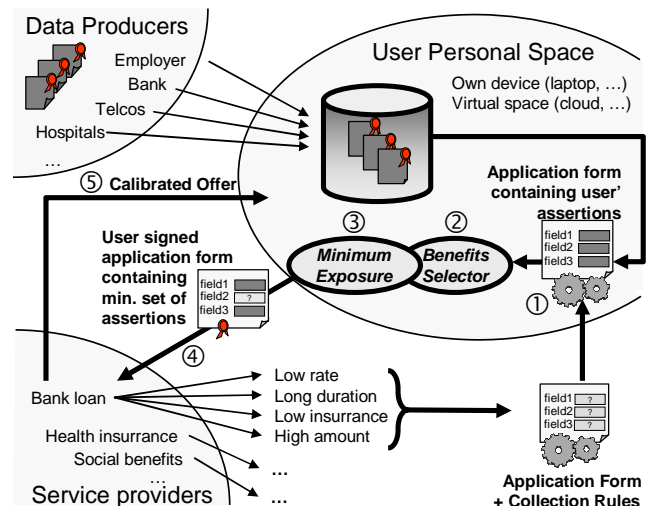 Data Producers
Employer
Bank
Telcos
Hospitals
...
User Personal Space
Own device (laptop, ...)
Virtual space (cloud, ...)
⑤ Calibrated Offer
Application form
containing user'
assertions
field1
field2
field3
①
③
②
Minimum
Exposure
Benefits
Selector
User signed
application form
containing
min. set of
assertions
field1
field2 ?
field3
④
Bank loan
Low rate
Long duration
Low insurrance
High amount
Health insurrance
Social benefits
...
...
...
Service providers
field1 ?
field2 ?
field3 ?
Application Form
+ Collection Rules